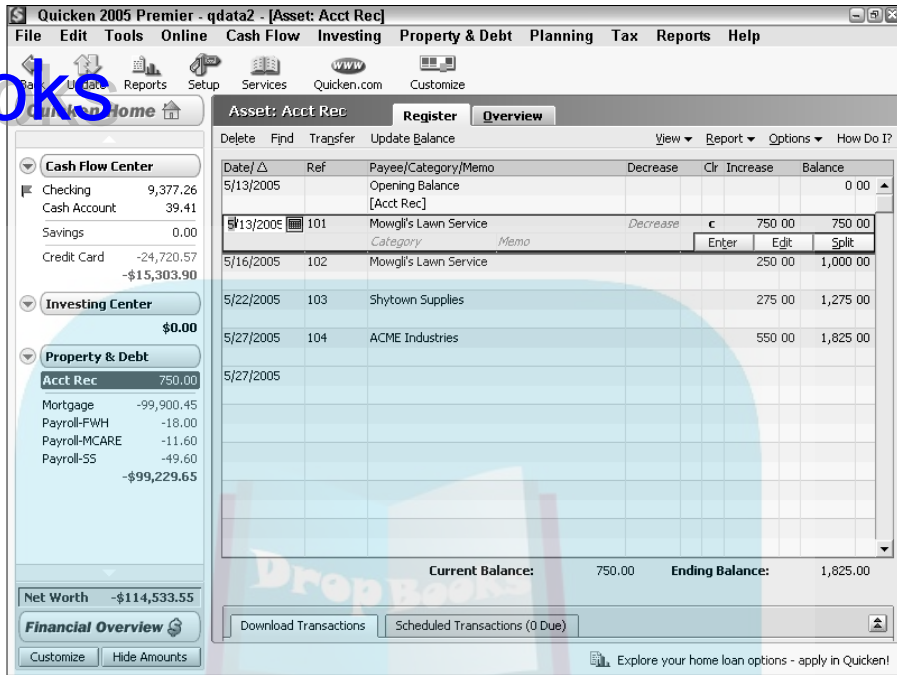 Quicken 2005 Premier - qdata2 - [Asset: Acct Rec]
File Edit Tools Online Cash Flow Investing Property & Debt Planning Tax Reports Help
Back Update Reports Setup Services Quicken.com Customize
oks
Quicken Home
Asset: Acct Rec Register Overview
Delete Find Transfer Update Balance View Report Options How Do I?
Cash Flow Center
Checking 9,377.26
Cash Account 39.41
Savings 0.00
Credit Card -24,720.57
-$15,303.90
Investing Center
$0.00
Property & Debt
Acct Rec 750.00
Mortgage -99,900.45
Payroll-FWH -18.00
Payroll-MCARE -11.60
Payroll-SS -49.60
-$99,229.65
Net Worth -$114,533.55
Financial Overview
Customize Hide Amounts
Date/ Ref Payee/Category/Memo Decrease Clr Increase Balance
5/13/2005 Opening Balance 0 00
[Acct Rec]
5/13/2005 101 Mowgli's Lawn Service Decrease c 750 00 750 00
Category Memo Enter Edit Split
5/16/2005 102 Mowgli's Lawn Service 250 00 1,000 00
5/22/2005 103 Shytown Supplies 275 00 1,275 00
5/27/2005 104 ACME Industries 550 00 1,825 00
5/27/2005
DropBooks
Current Balance: 750.00 Ending Balance: 1,825.00
Download Transactions Scheduled Transactions (0 Due)
Explore your home loan options - apply in Quicken!